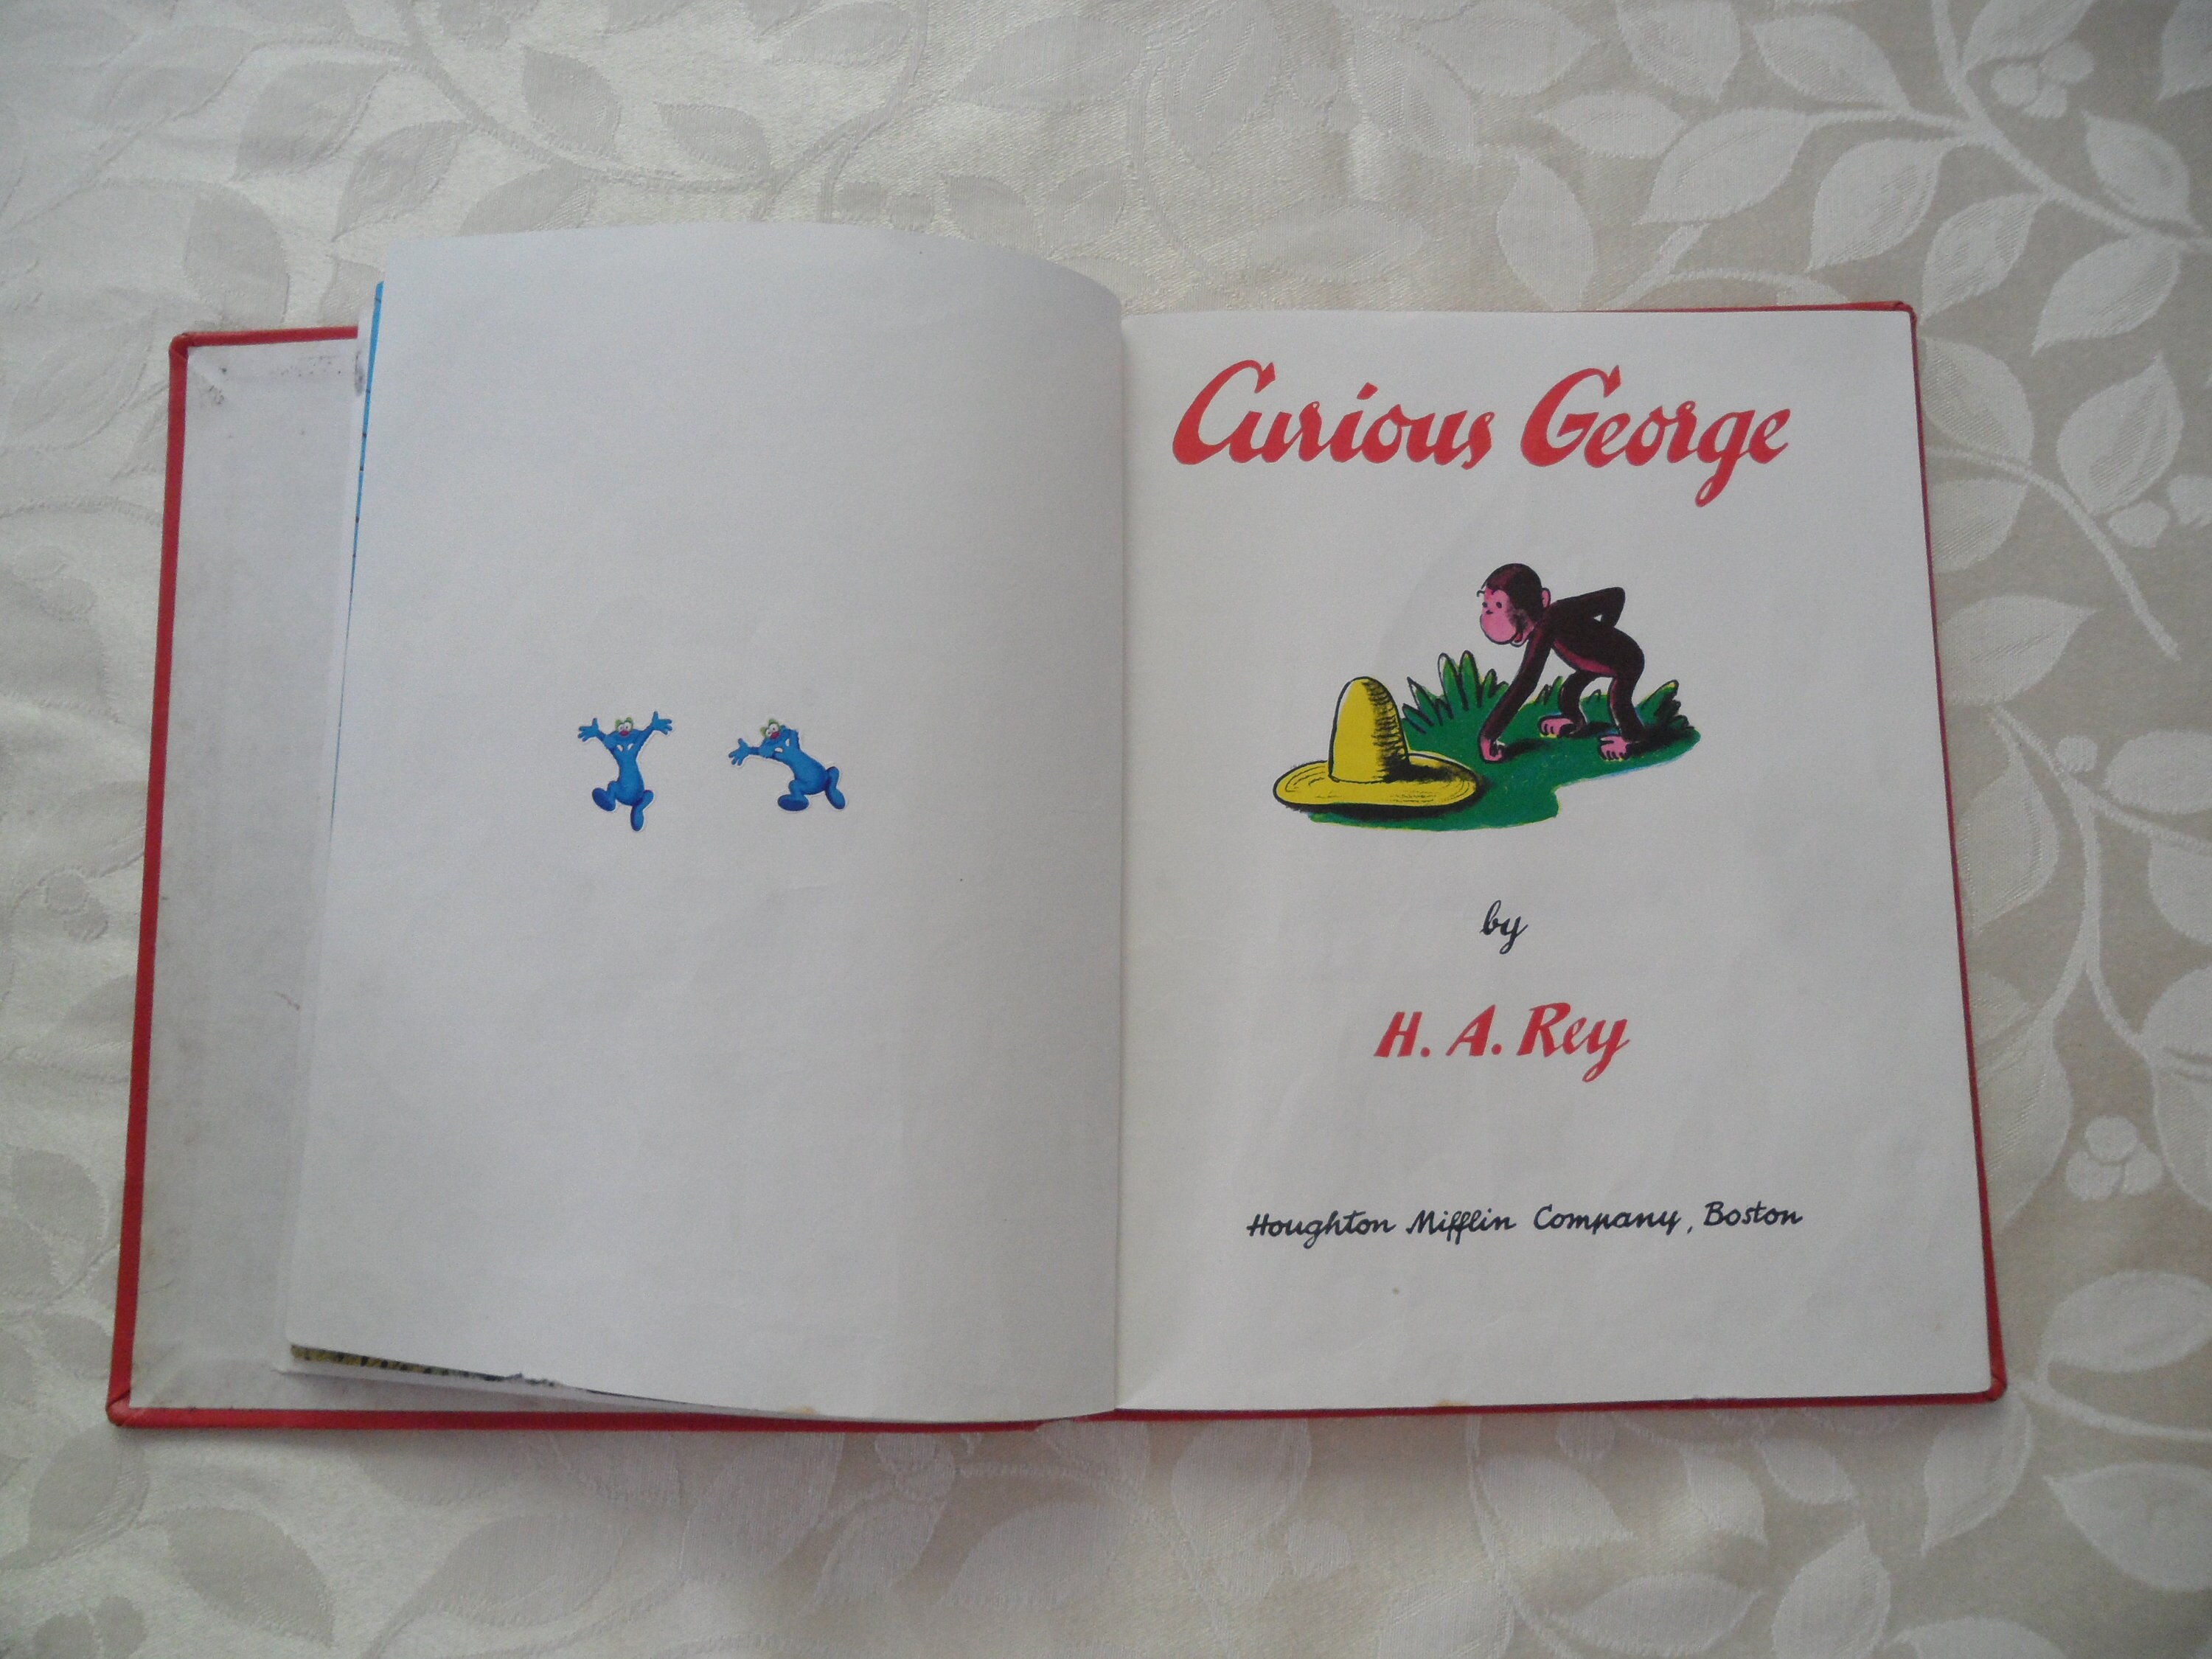 Curious George
by
H. A. Rey
Houghton Mifflin Company, Boston